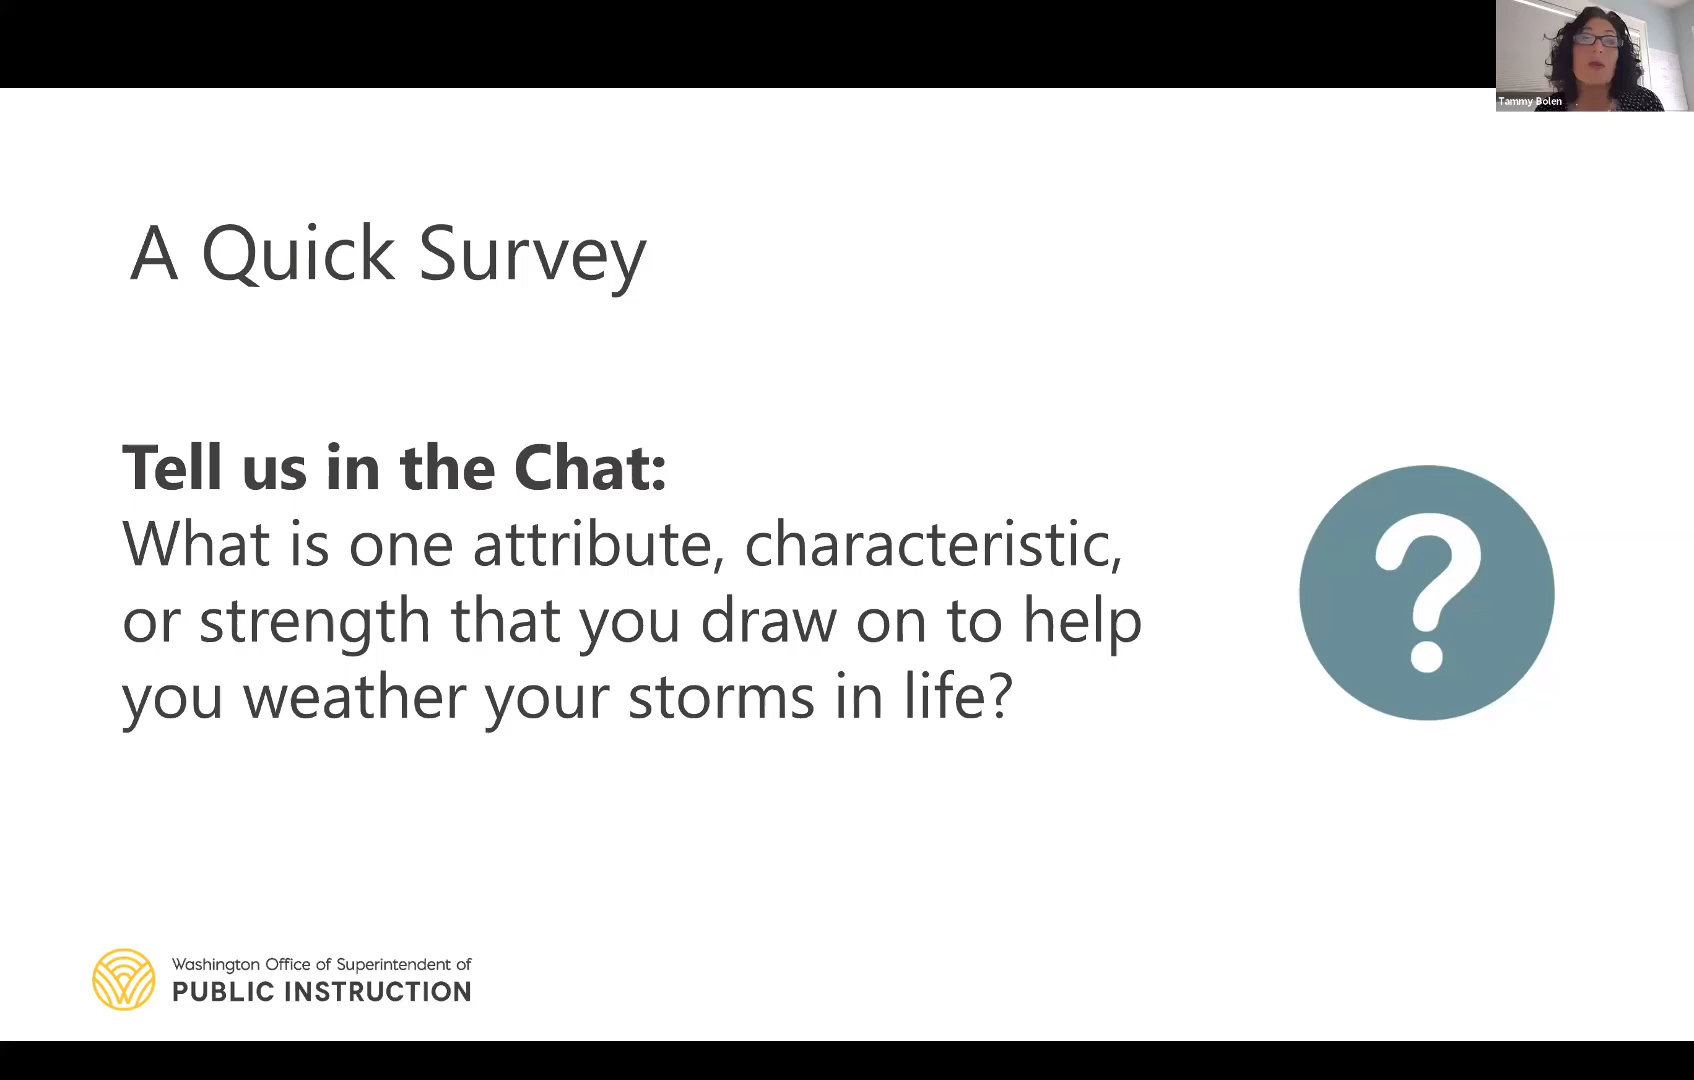 Tammy Bolen
A Quick Survey
Tell us in the Chat:
What is one attribute, characteristic,
or strength that you draw on to help
you weather your storms in life?
?
Washington Office of Superintendent of
PUBLIC INSTRUCTION